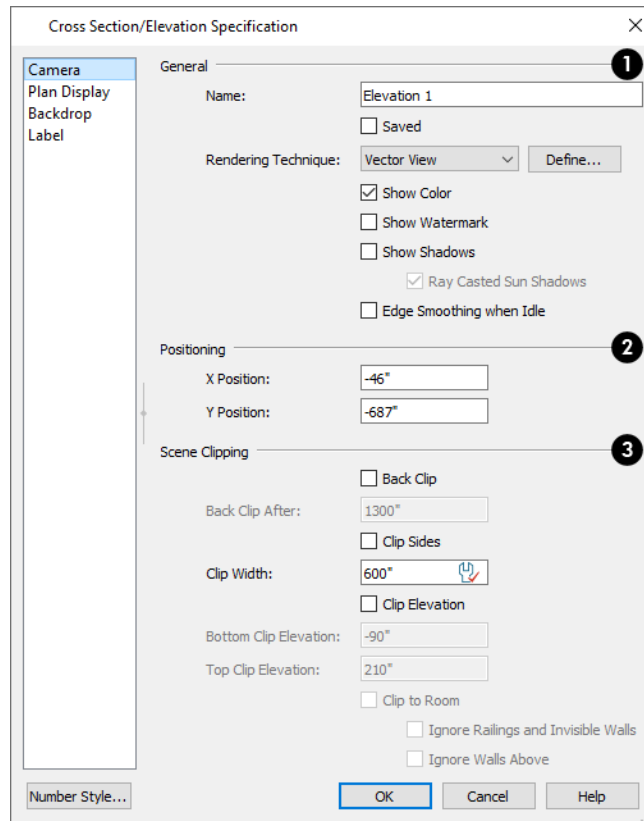 Cross Section/Elevation Specification
Camera
Plan Display
Backdrop
Label
General
1
Name: Elevation 1
Saved
Rendering Technique: Vector View Define...
Show Color
Show Watermark
Show Shadows
Ray Casted Sun Shadows
Edge Smoothing when Idle
Positioning
2
X Position: -46"
Y Position: -687"
Scene Clipping
3
Back Clip
Back Clip After: 1300"
Clip Sides
Clip Width: 600"
Clip Elevation
Bottom Clip Elevation: -90"
Top Clip Elevation: 210"
Clip to Room
Ignore Railings and Invisible Walls
Ignore Walls Above
Number Style... OK Cancel Help